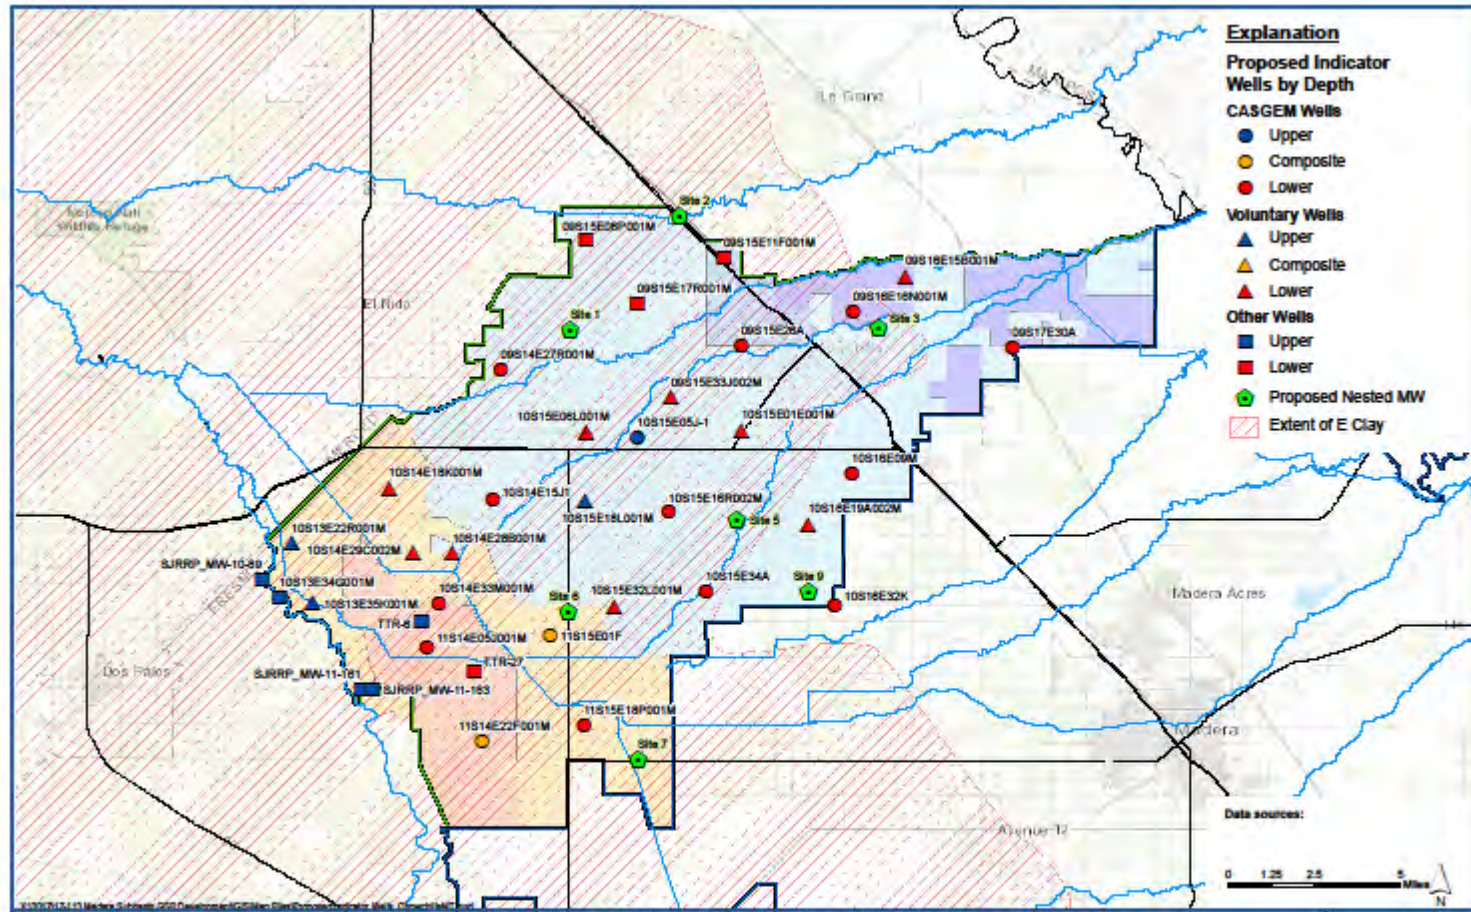 Explanation
Proposed Indicator
Wells by Depth
CASGEM Wells
Upper
Composite
Lower
Voluntary Wells
Upper
Composite
Lower
Other Wells
Upper
Lower
Proposed Nested MW
Extent of E Clay
Le Grand
Site 2
09S15E08P001M
09S15E11F001M
09S16E15B001M
El Nido
09S15E17R001M
09S16E16N001M
Site 1
Site 3
09S15E26A
09S17E30A
09S14E27R001M
09S15E33J002M
10S15E06L001M
10S15E05J-1
10S15E01E001M
10S14E16K001M
10S14E15J1
10S15E16R002M
10S16E09M
10S15E18L001M
Site 5
10S16E19A002M
10S13E22R001M
10S14E29C002M
10S14E28B001M
SJRRP_MW-10-89
10S13E34G001M
10S14E33M001M
10S15E34A
Site 9
10S13E35K001M
Site 6
10S15E32L001M
10S16E32K
Madera Acres
TTR-6
11S14E05J001M
11S15E01F
Dos Palos
SJRRP_MW-11-161
TTR-27
SJRRP_MW-11-163
11S14E22F001M
11S15E18P001M
Site 7
Madera
Avenue 12
Data sources:
0 1.25 2.5 5
Miles
N